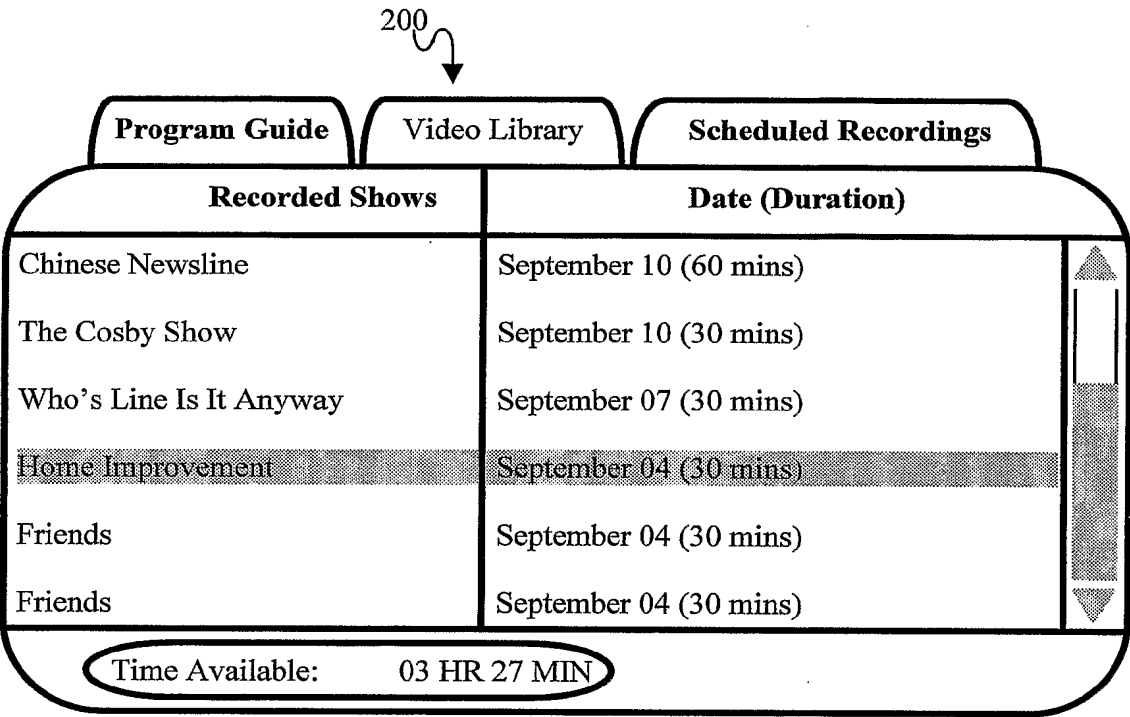 200
Program Guide Video Library Scheduled Recordings
Recorded Shows Date (Duration)
Chinese Newsline September 10 (60 mins)
The Cosby Show September 10 (30 mins)
Who's Line Is It Anyway September 07 (30 mins)
Home Improvement September 04 (30 mins)
Friends September 04 (30 mins)
Friends September 04 (30 mins)
Time Available: 03 HR 27 MIN